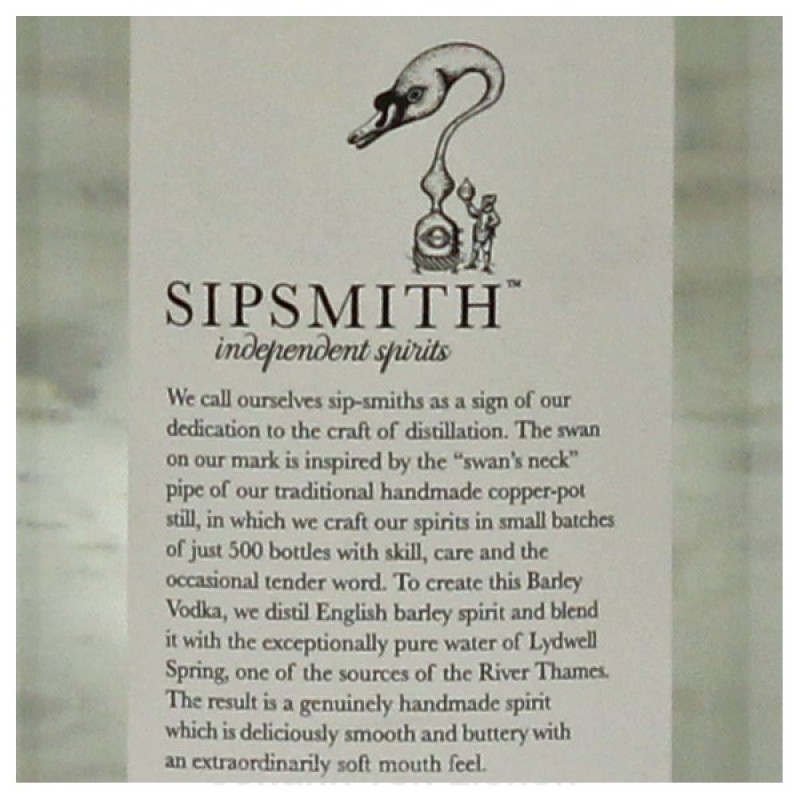 SIPSMITH™
independent spirits
We call ourselves sip-smiths as a sign of our
dedication to the craft of distillation. The swan
on our mark is inspired by the “swan’s neck”
pipe of our traditional handmade copper-pot
still, in which we craft our spirits in small batches
of just 500 bottles with skill, care and the
occasional tender word. To create this Barley
Vodka, we distil English barley spirit and blend
it with the exceptionally pure water of Lydwell
Spring, one of the sources of the River Thames.
The result is a genuinely handmade spirit
which is deliciously smooth and buttery with
an extraordinarily soft mouth feel.